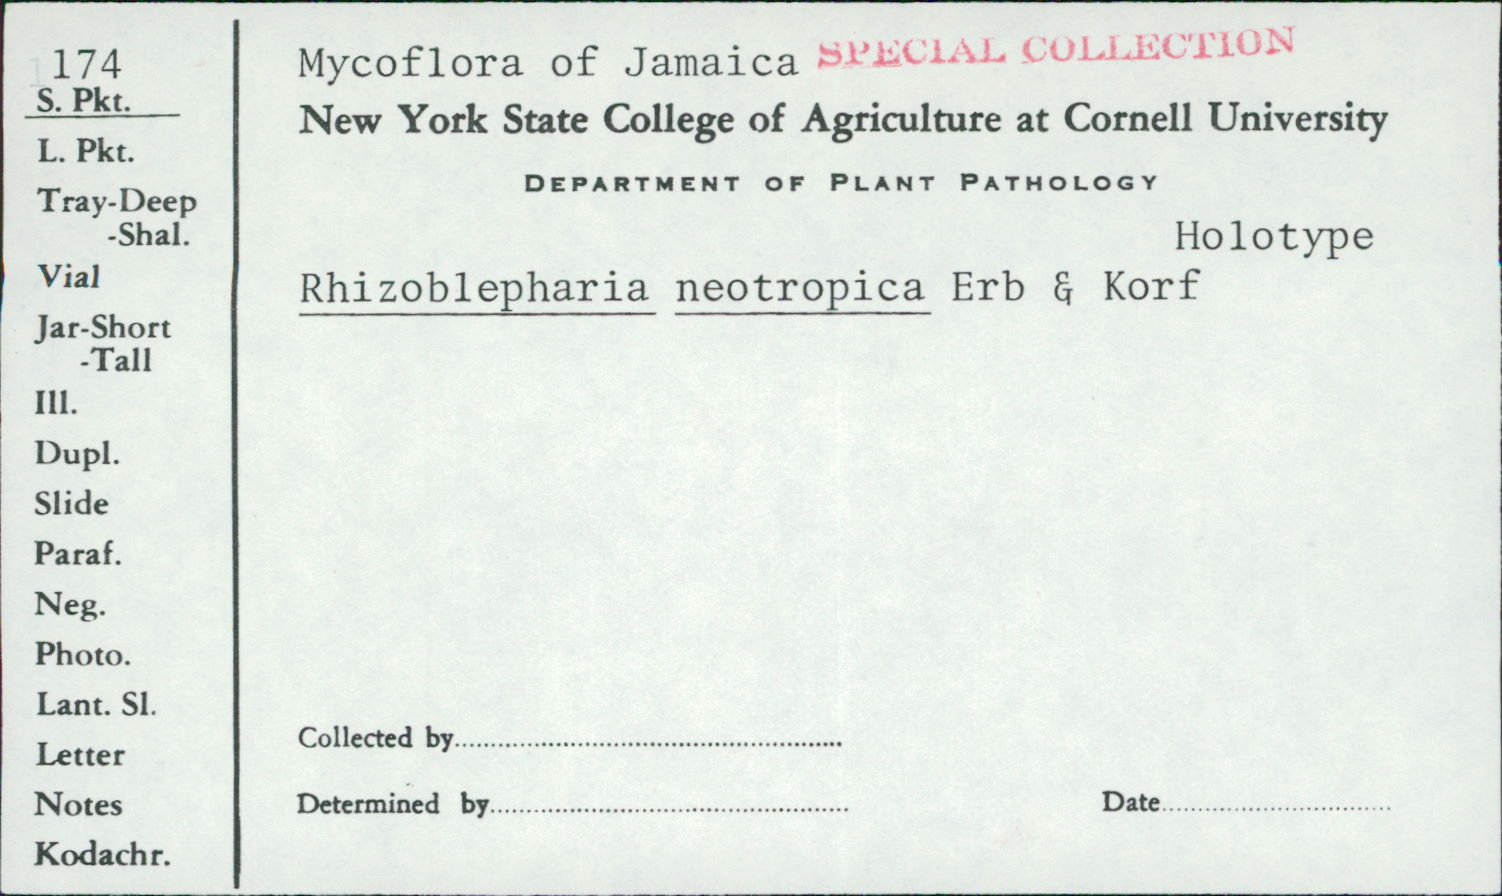 174
S. Pkt.
L. Pkt.
Tray-Deep
-Shal.
Vial
Jar-Short
-Tall
Ill.
Dupl.
Slide
Paraf.
Neg.
Photo.
Lant. Sl.
Letter
Notes
Kodachr.
Mycoflora of Jamaica SPECIAL COLLECTION
New York State College of Agriculture at Cornell University
DEPARTMENT OF PLANT PATHOLOGY
Holotype
Rhizoblepharia neotropica Erb & Korf
Collected by
Determined by
Date